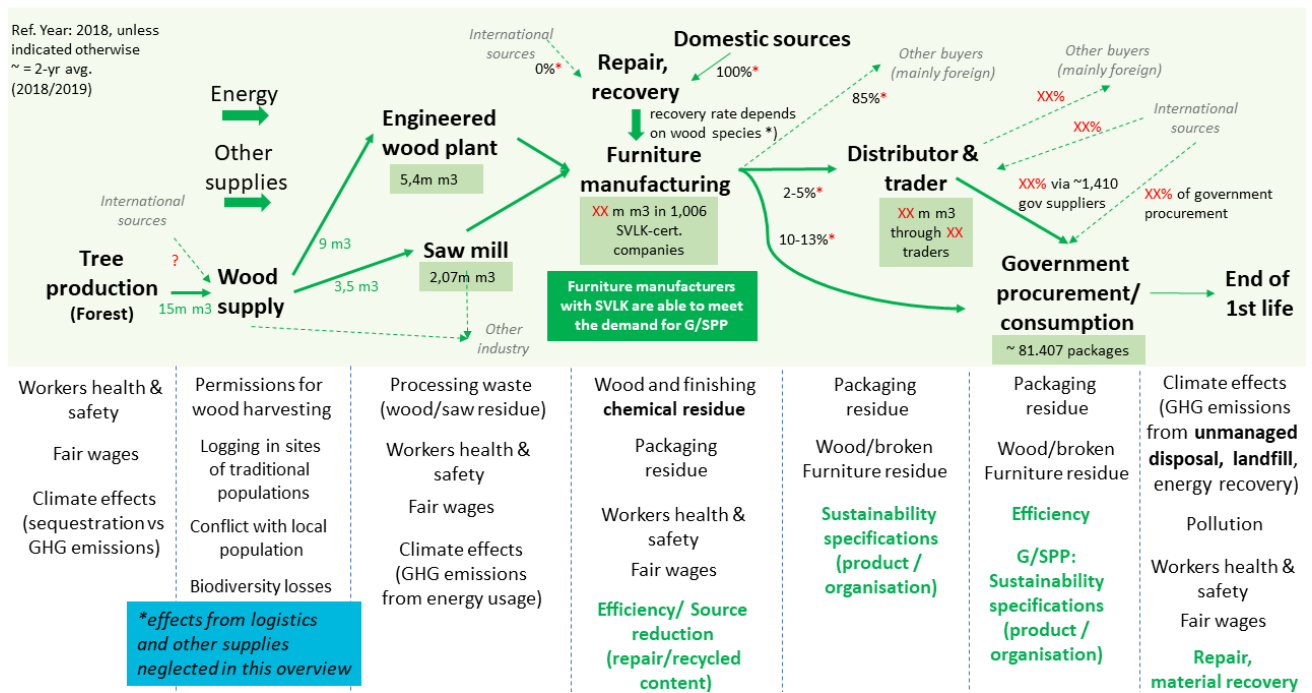 Ref. Year: 2018, unless
indicated otherwise
~ = 2-yr avg.
(2018/2019)
Energy
Other
supplies
International
sources
?
Tree
production
(Forest)
15m m3
Wood
supply
9 m3
3,5 m3
Engineered
wood plant
5,4m m3
Saw mill
2,07m m3
Other
industry
International
sources
0%*
Domestic sources
100%*
Repair,
recovery
recovery rate depends
on wood species *)
Furniture
manufacturing
XX m m3 in 1,006
SVLK-cert.
companies
Furniture manufacturers
with SVLK are able to meet
the demand for G/SPP
Other buyers
(mainly foreign)
85%*
2-5%*
10-13%*
Distributor &
trader
XX m m3
through XX
traders
Other buyers
(mainly foreign)
XX%
XX%
International
sources
XX% via ~1,410
gov suppliers
XX% of government
procurement
Government
procurement/
consumption
~ 81.407 packages
End of
1st life
Workers health &
safety
Fair wages
Climate effects
(sequestration vs
GHG emissions)
Permissions for
wood harvesting
Logging in sites
of traditional
populations
Conflict with local
population
Biodiversity losses
*effects from logistics
and other supplies
neglected in this overview
Processing waste
(wood/saw residue)
Workers health &
safety
Fair wages
Climate effects
(GHG emissions
from energy usage)
Wood and finishing
chemical residue
Packaging
residue
Workers health &
safety
Fair wages
Efficiency/ Source
reduction
(repair/recycled
content)
Packaging
residue
Wood/broken
Furniture residue
Sustainability
specifications
(product /
organisation)
Packaging
residue
Wood/broken
Furniture residue
Efficiency
G/SPP:
Sustainability
specifications
(product /
organisation)
Climate effects
(GHG emissions
from unmanaged
disposal, landfill,
energy recovery)
Pollution
Workers health &
safety
Fair wages
Repair,
material recovery